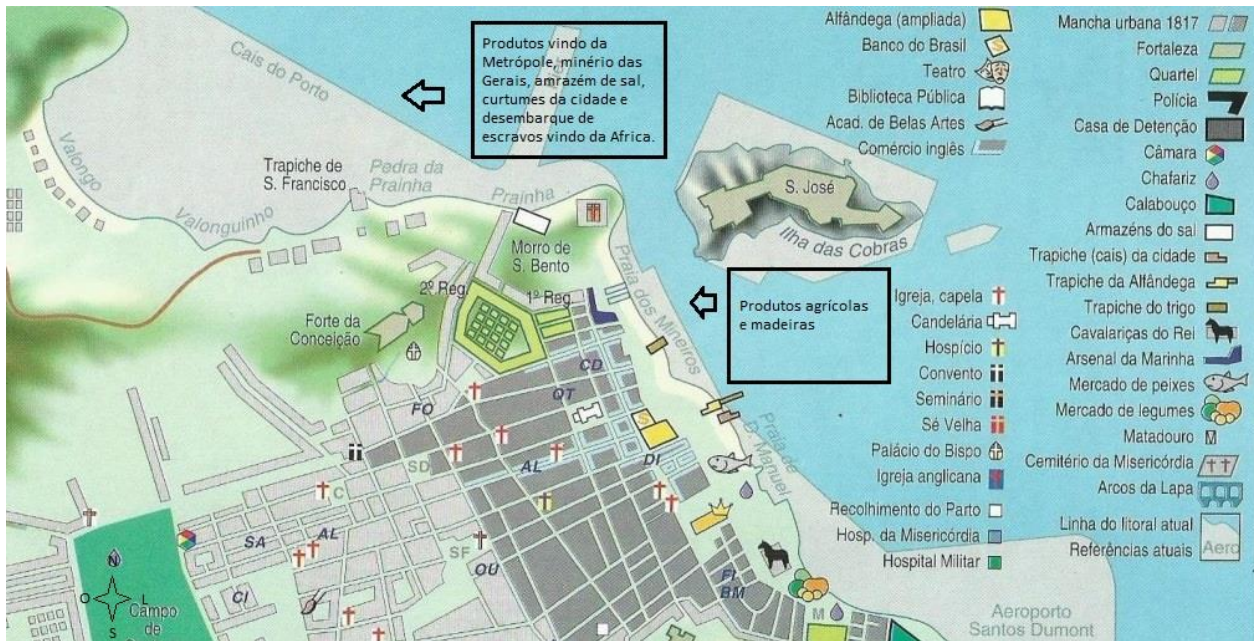 Cais do Porto
Produtos vindo da
Metrópole, minério das
Gerais, amrazém de sal,
curtumes da cidade e
desembarque de
escravos vindo da Africa.
Valongo
Valonguinho
Trapiche de
S. Francisco
Pedra da
Prainha
Prainha
Morro de
S. Bento
2º Reg.
1º Reg.
Forte da
Conceição
S. José
Ilha das Cobras
Praia dos Mineiros
Produtos agrícolas
e madeiras
Praia de
D. Manuel
CD
OT
FO
SD
AL
DI
C
SA
AL
SF
OU
CI
FI
BM
M
S
N
O
L
S
Campo
de
Aeroporto
Santos Dumont
Alfândega (ampliada)
Banco do Brasil
S
Teatro
Biblioteca Pública
Acad. de Belas Artes
Comércio inglês
Igreja, capela
Candelária
Hospício
Convento
Seminário
Sé Velha
Palácio do Bispo
Igreja anglicana
Recolhimento do Parto
Hosp. da Misericórdia
Hospital Militar
Mancha urbana 1817
Fortaleza
Quartel
Polícia
Casa de Detenção
Câmara
Chafariz
Calabouço
Armazéns do sal
Trapiche (cais) da cidade
Trapiche da Alfândega
Trapiche do trigo
Cavalariças do Rei
Arsenal da Marinha
Mercado de peixes
Mercado de legumes
Matadouro M
Cemitério da Misericórdia
Arcos da Lapa
Linha do litoral atual
Referências atuais
Aero